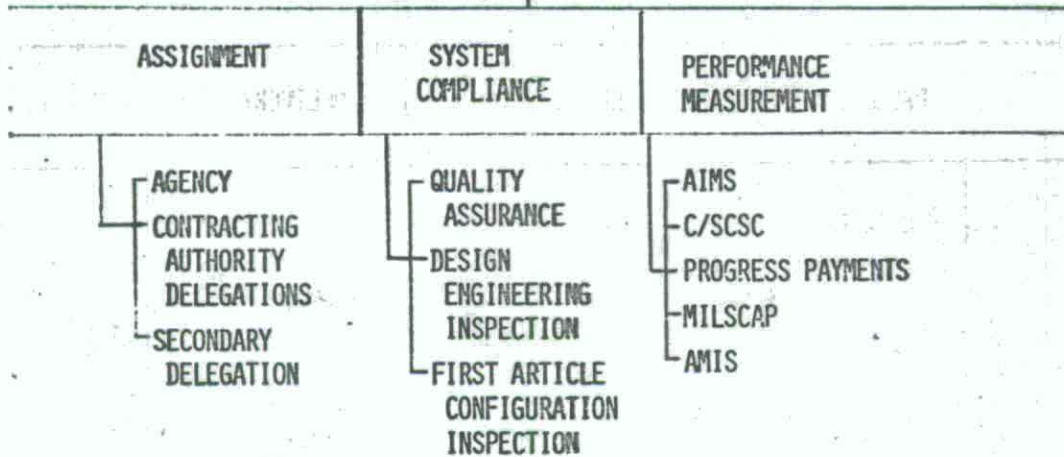 ASSIGNMENT
SYSTEM
COMPLIANCE
PERFORMANCE
MEASUREMENT
AGENCY
CONTRACTING
AUTHORITY
DELEGATIONS
SECONDARY
DELEGATION
QUALITY
ASSURANCE
DESIGN
ENGINEERING
INSPECTION
FIRST ARTICLE
CONFIGURATION
INSPECTION
AIMS
C/SCSC
PROGRESS PAYMENTS
MILSCAP
AMIS